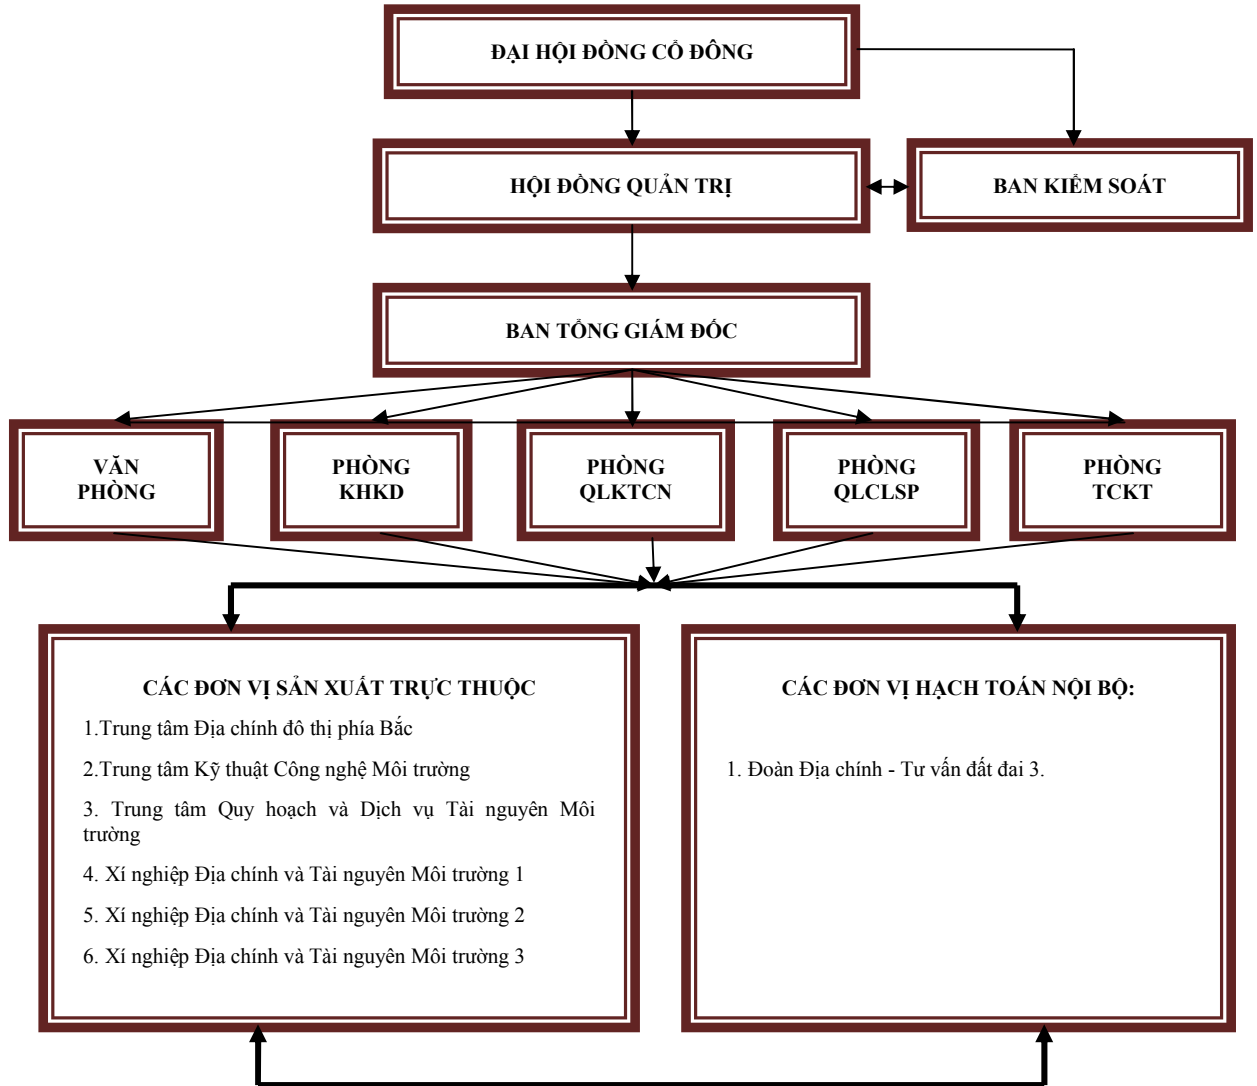 ĐẠI HỘI ĐỒNG CỔ ĐÔNG
HỘI ĐỒNG QUẢN TRỊ
BAN KIỂM SOÁT
BAN TỔNG GIÁM ĐỐC
VĂN
PHÒNG
PHÒNG
KHKD
PHÒNG
QLKTCN
PHÒNG
QLCLSP
PHÒNG
TCKT
CÁC ĐƠN VỊ SẢN XUẤT TRỰC THUỘC
1.Trung tâm Địa chính đô thị phía Bắc
2.Trung tâm Kỹ thuật Công nghệ Môi trường
3. Trung tâm Quy hoạch và Dịch vụ Tài nguyên Môi
trường
4. Xí nghiệp Địa chính và Tài nguyên Môi trường 1
5. Xí nghiệp Địa chính và Tài nguyên Môi trường 2
6. Xí nghiệp Địa chính và Tài nguyên Môi trường 3
CÁC ĐƠN VỊ HẠCH TOÁN NỘI BỘ:
1. Đoàn Địa chính - Tư vấn đất đai 3.